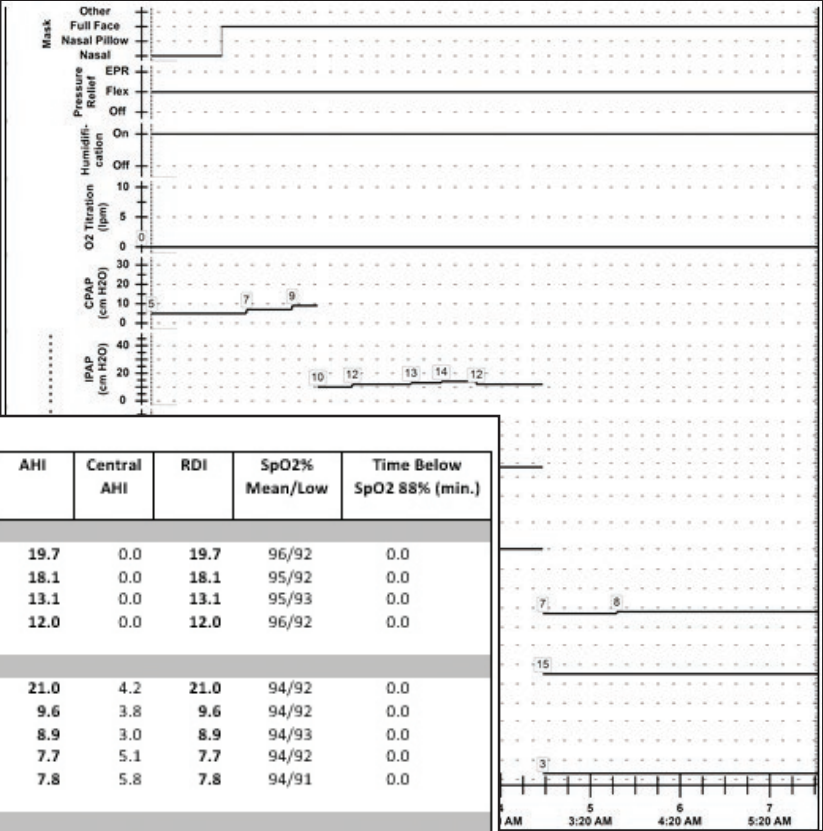 Mask
Other
Full Face
Nasal Pillow
Nasal
Pressure
Relief
EPR
Flex
Off
Humidifi-
cation
On
Off
O2 Titration
(lpm)
10
5
0
0
CPAP
(cm H2O)
30
20
10
0
5
7
9
IPAP
(cm H2O)
40
20
0
10
12
13
14
12
AHI Central AHI RDI SpO2% Mean/Low Time Below SpO2 88% (min.)
19.7 0.0 19.7 96/92 0.0
18.1 0.0 18.1 95/92 0.0
13.1 0.0 13.1 95/93 0.0
12.0 0.0 12.0 96/92 0.0
21.0 4.2 21.0 94/92 0.0
9.6 3.8 9.6 94/92 0.0
8.9 3.0 8.9 94/93 0.0
7.7 5.1 7.7 94/92 0.0
7.8 5.8 7.8 94/91 0.0
7
8
15
3
5 6 7
AM 3:20 AM 4:20 AM 5:20 AM